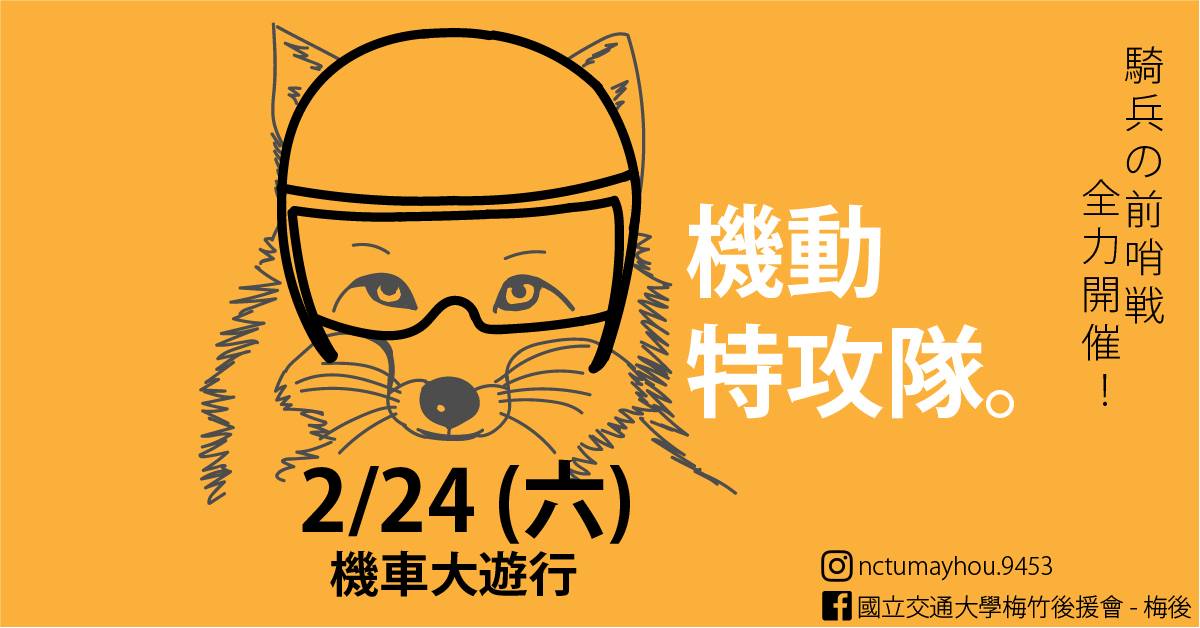 騎兵の前哨戦
全力開催！
機動
特攻隊。
2/24 (六)
機車大遊行
nctumayhou.9453
國立交通大學梅竹後援會 - 梅後